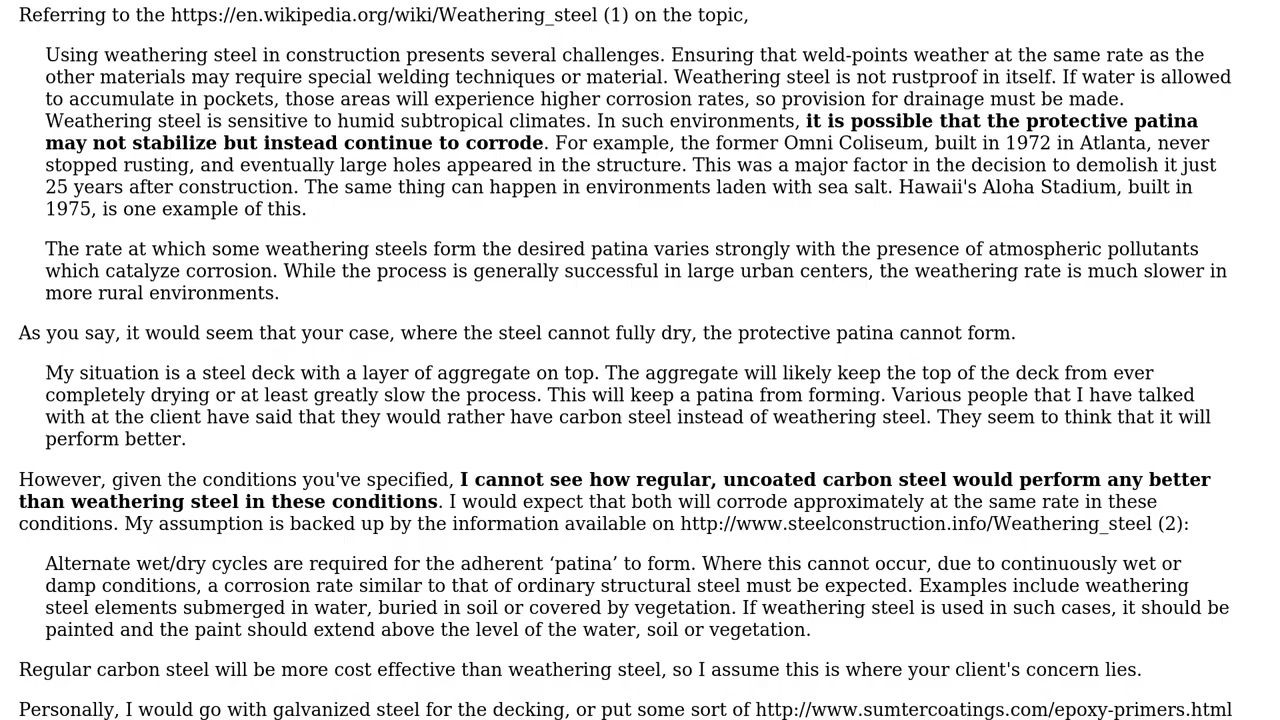 Referring to the https://en.wikipedia.org/wiki/Weathering_steel (1) on the topic,
Using weathering steel in construction presents several challenges. Ensuring that weld-points weather at the same rate as the
other materials may require special welding techniques or material. Weathering steel is not rustproof in itself. If water is allowed
to accumulate in pockets, those areas will experience higher corrosion rates, so provision for drainage must be made.
Weathering steel is sensitive to humid subtropical climates. In such environments, it is possible that the protective patina
may not stabilize but instead continue to corrode. For example, the former Omni Coliseum, built in 1972 in Atlanta, never
stopped rusting, and eventually large holes appeared in the structure. This was a major factor in the decision to demolish it just
25 years after construction. The same thing can happen in environments laden with sea salt. Hawaii's Aloha Stadium, built in
1975, is one example of this.
The rate at which some weathering steels form the desired patina varies strongly with the presence of atmospheric pollutants
which catalyze corrosion. While the process is generally successful in large urban centers, the weathering rate is much slower in
more rural environments.
As you say, it would seem that your case, where the steel cannot fully dry, the protective patina cannot form.
My situation is a steel deck with a layer of aggregate on top. The aggregate will likely keep the top of the deck from ever
completely drying or at least greatly slow the process. This will keep a patina from forming. Various people that I have talked
with at the client have said that they would rather have carbon steel instead of weathering steel. They seem to think that it will
perform better.
However, given the conditions you've specified, I cannot see how regular, uncoated carbon steel would perform any better
than weathering steel in these conditions. I would expect that both will corrode approximately at the same rate in these
conditions. My assumption is backed up by the information available on http://www.steelconstruction.info/Weathering_steel (2):
Alternate wet/dry cycles are required for the adherent ‘patina’ to form. Where this cannot occur, due to continuously wet or
damp conditions, a corrosion rate similar to that of ordinary structural steel must be expected. Examples include weathering
steel elements submerged in water, buried in soil or covered by vegetation. If weathering steel is used in such cases, it should be
painted and the paint should extend above the level of the water, soil or vegetation.
Regular carbon steel will be more cost effective than weathering steel, so I assume this is where your client's concern lies.
Personally, I would go with galvanized steel for the decking, or put some sort of http://www.sumtercoatings.com/epoxy-primers.html